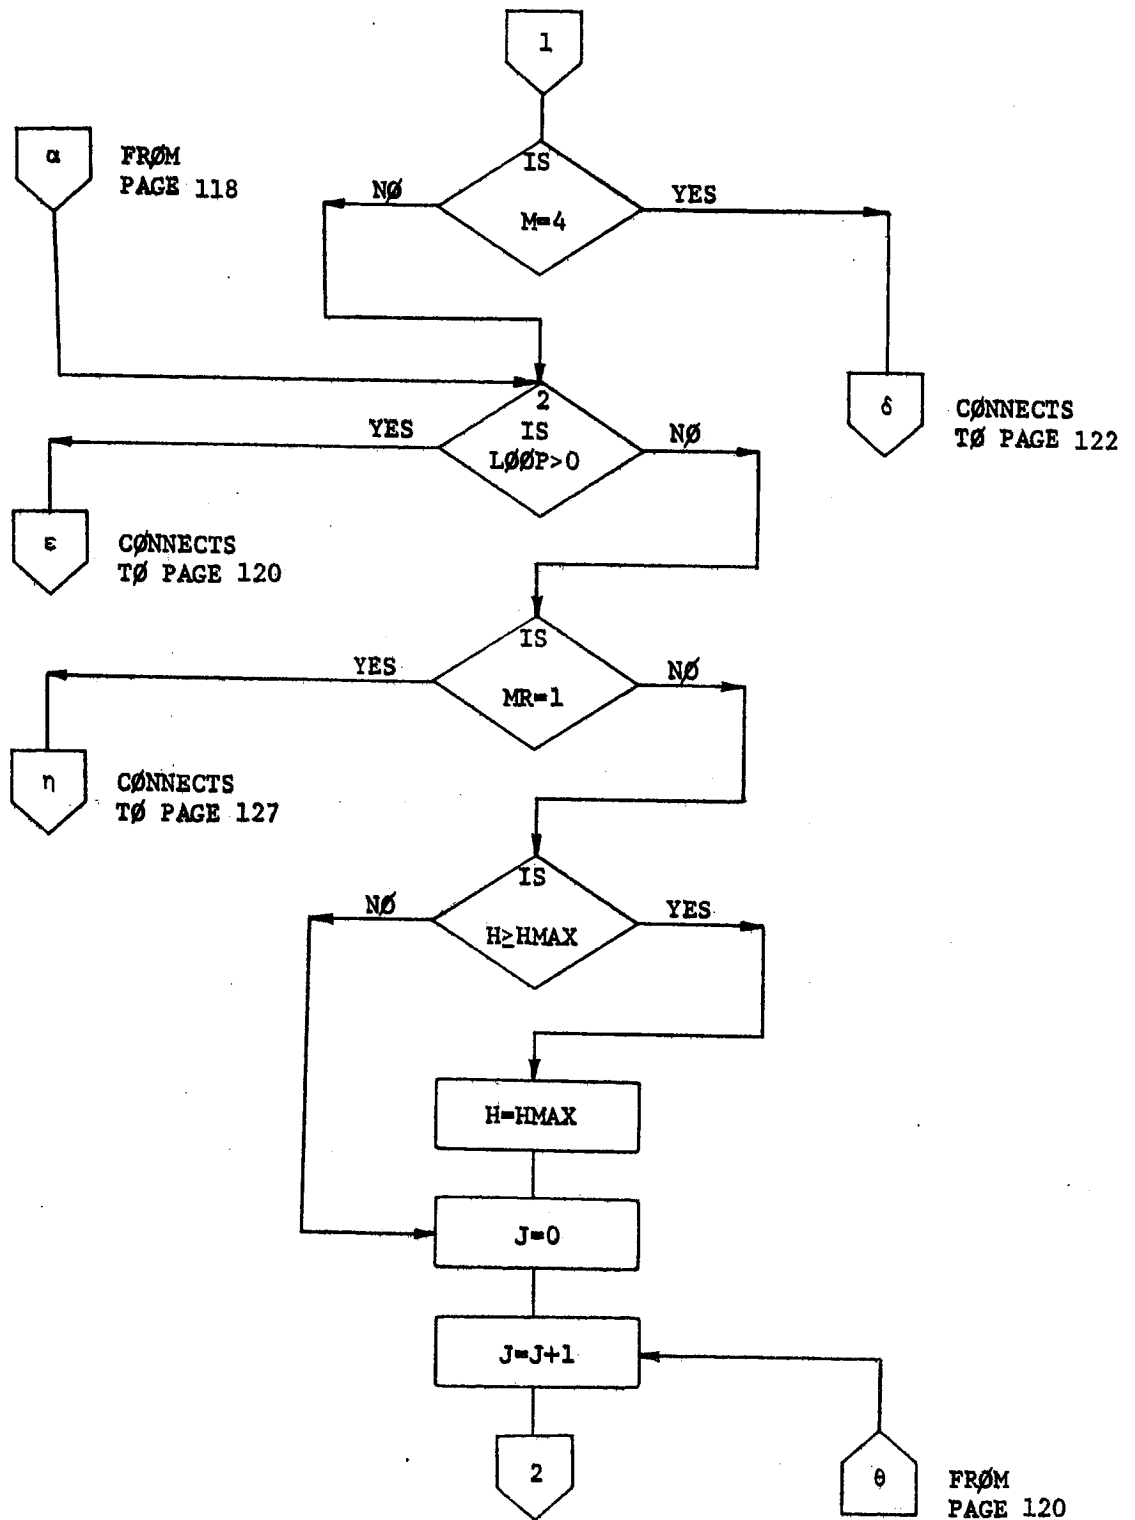 1
α
FRØM
PAGE 118
IS
M=4
NØ
YES
δ
CØNNECTS
TØ PAGE 122
2
IS
LØØP>0
YES
NØ
ε
CØNNECTS
TØ PAGE 120
IS
MR=1
YES
NØ
η
CØNNECTS
TØ PAGE 127
IS
H≥HMAX
NØ
YES
H=HMAX
J=0
J=J+1
2
θ
FRØM
PAGE 120